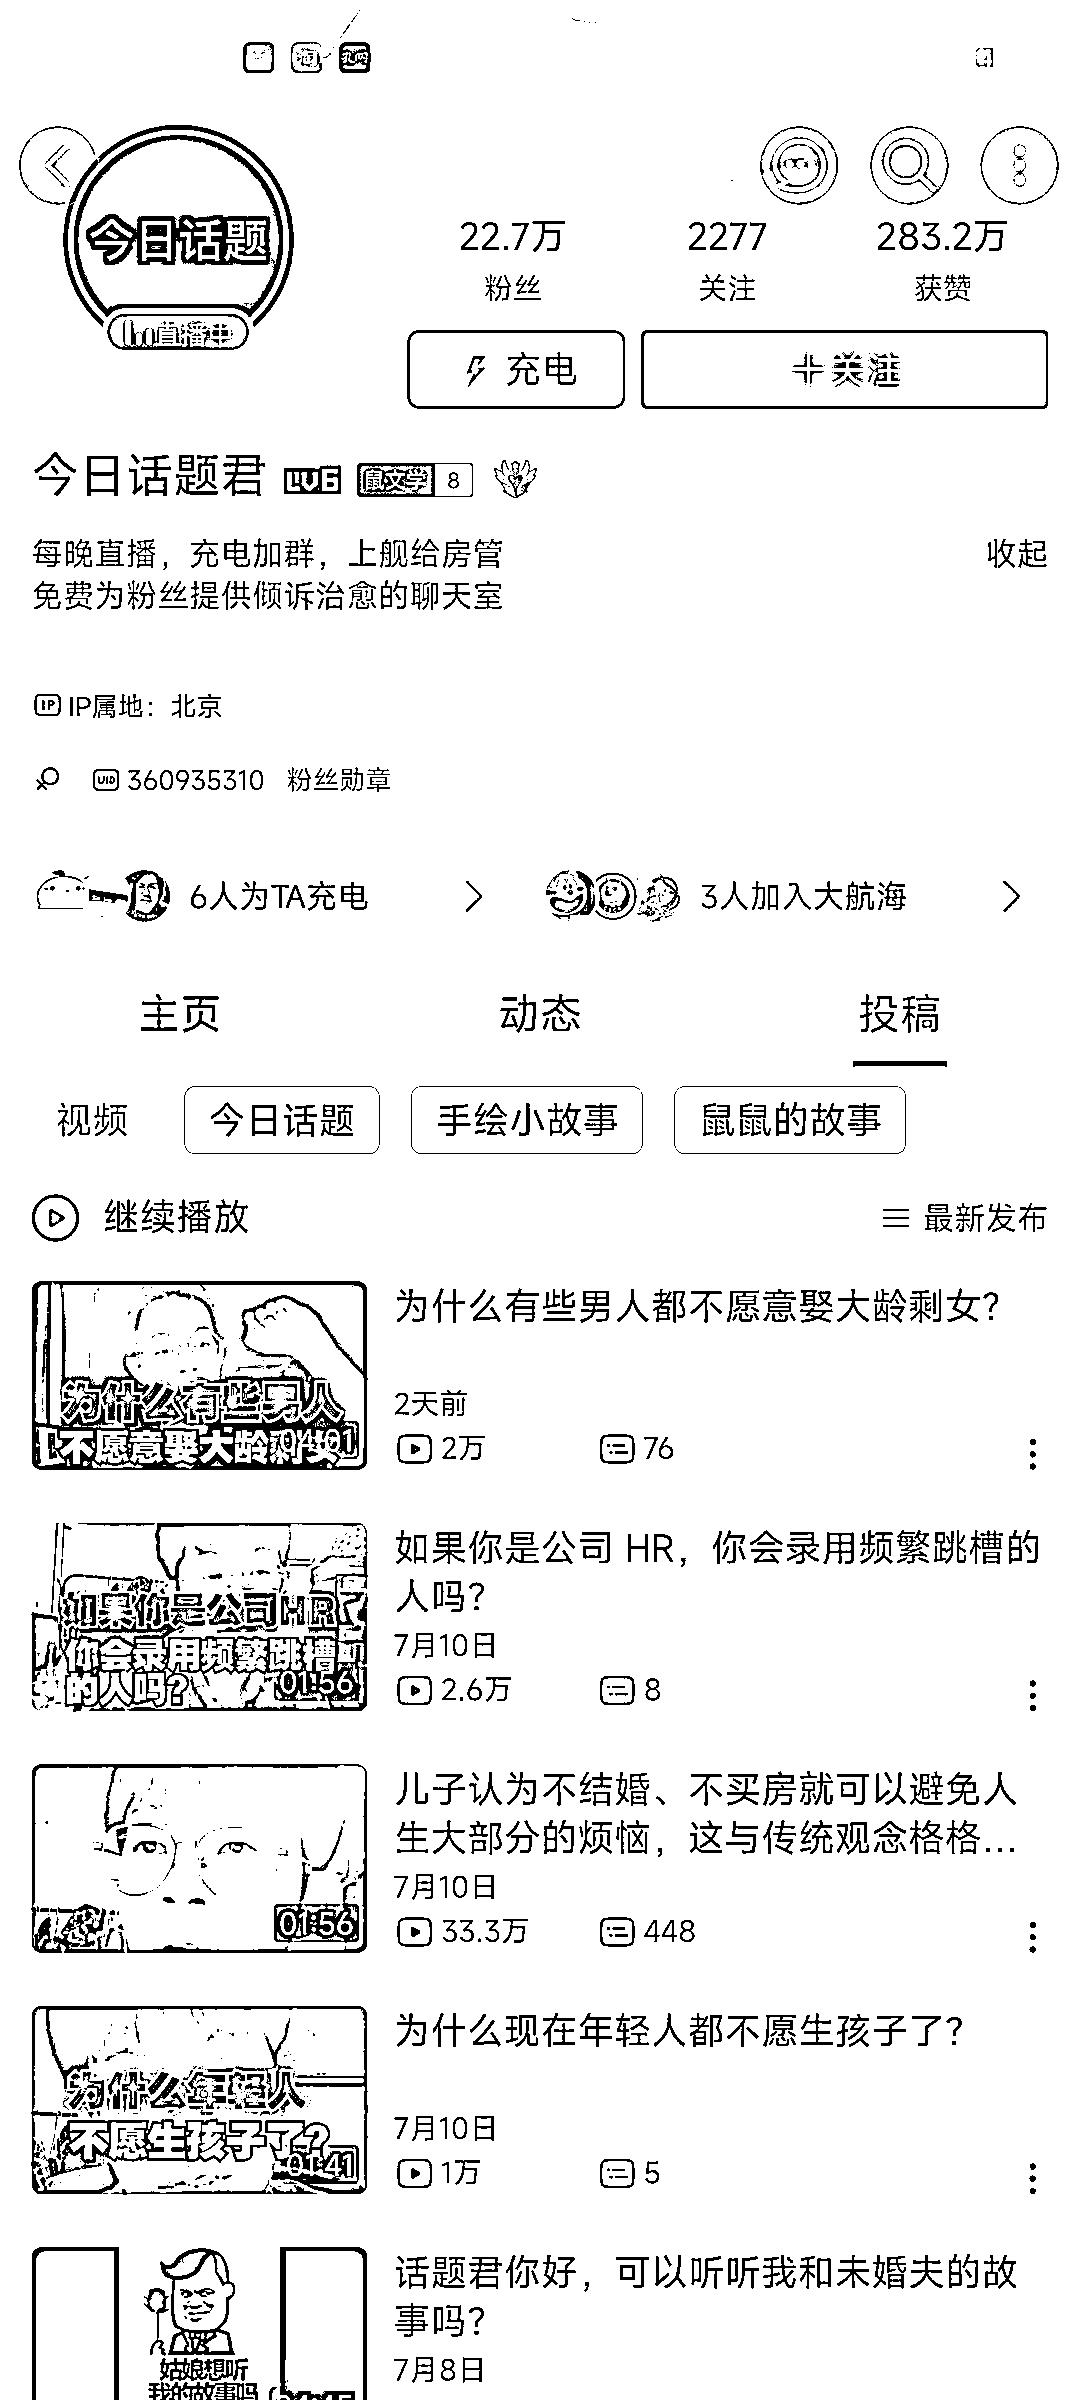 今日话题
直播中
22.7万
粉丝
2277
关注
283.2万
获赞
充电
+关注
今日话题君 LV6 鼠文学 8
每晚直播，充电加群，上舰给房管
收起
免费为粉丝提供倾诉治愈的聊天室
IP IP属地：北京
UID 360935310 粉丝勋章
6人为TA充电
3人加入大航海
主页 动态 投稿
视频 今日话题 手绘小故事 鼠鼠的故事
继续播放
最新发布
为什么有些男人
不愿意娶大龄剩女
04:01
为什么有些男人都不愿意娶大龄剩女？
2天前
2万 76
如果你是公司HR
你会录用频繁跳槽
的人吗？
01:56
如果你是公司 HR，你会录用频繁跳槽的
人吗？
7月10日
2.6万 8
01:56
儿子认为不结婚、不买房就可以避免人
生大部分的烦恼，这与传统观念格格...
7月10日
33.3万 448
为什么年轻人
不愿生孩子了？
01:41
为什么现在年轻人都不愿生孩子了？
7月10日
1万 5
姑娘想听
我的故事吗
话题君你好，可以听听我和未婚夫的故
事吗？
7月8日